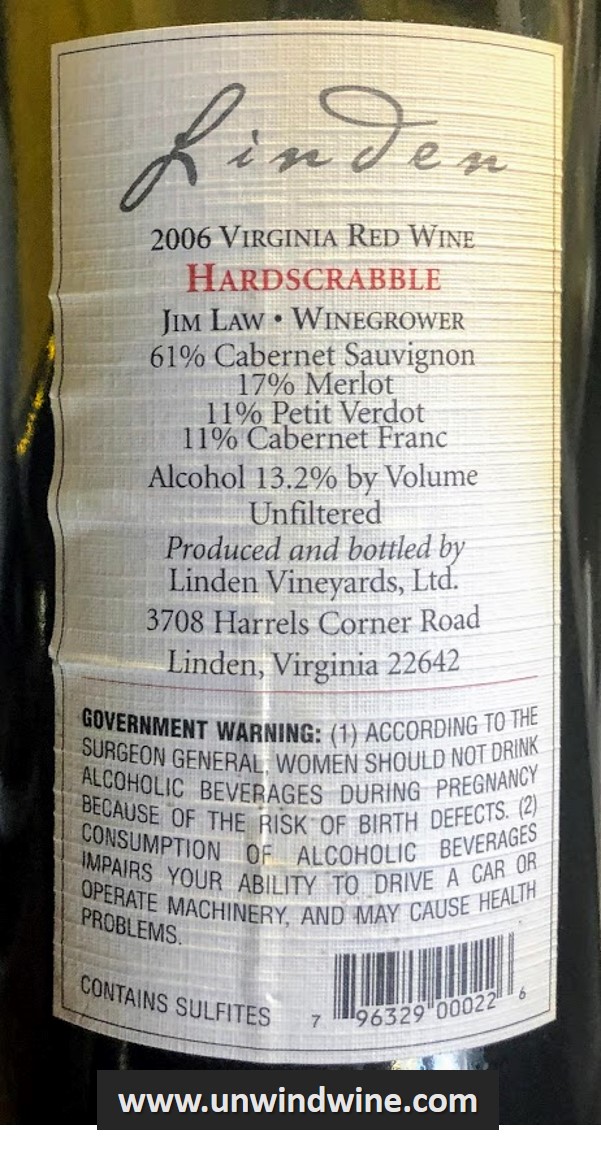 Linden
2006 Virginia Red Wine
Hardscrabble
Jim Law • Winegrower
61% Cabernet Sauvignon
17% Merlot
11% Petit Verdot
11% Cabernet Franc
Alcohol 13.2% by Volume
Unfiltered
Produced and bottled by
Linden Vineyards, Ltd.
3708 Harrels Corner Road
Linden, Virginia 22642
GOVERNMENT WARNING: (1) ACCORDING TO THE
SURGEON GENERAL, WOMEN SHOULD NOT DRINK
ALCOHOLIC BEVERAGES DURING PREGNANCY
BECAUSE OF THE RISK OF BIRTH DEFECTS. (2)
CONSUMPTION OF ALCOHOLIC BEVERAGES
IMPAIRS YOUR ABILITY TO DRIVE A CAR OR
OPERATE MACHINERY, AND MAY CAUSE HEALTH
PROBLEMS.
CONTAINS SULFITES
7 96329 00022 6
www.unwindwine.com